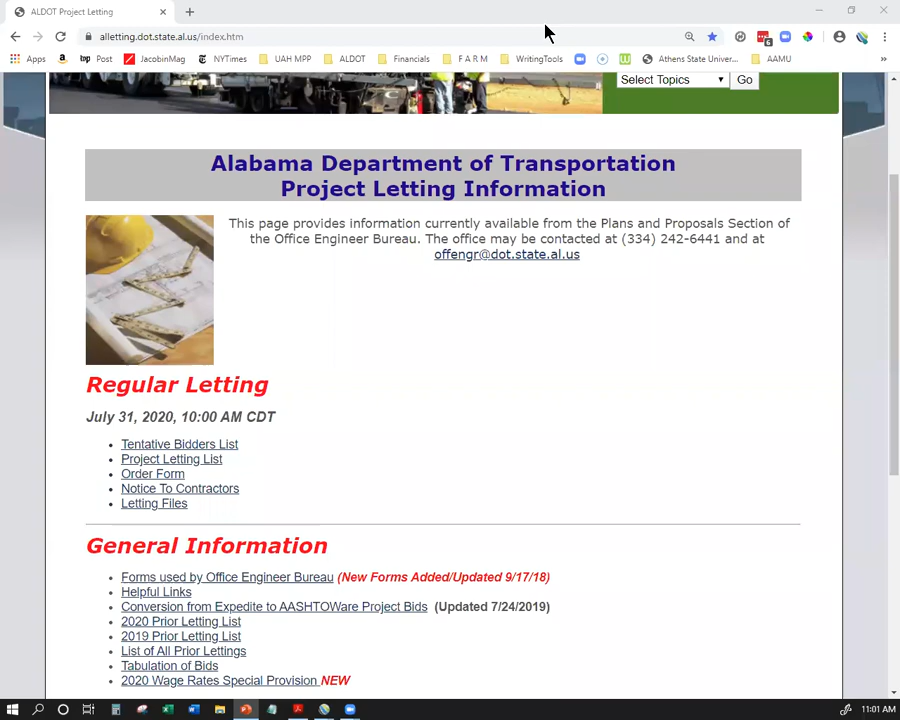 ALDOT Project Letting
alletting.dot.state.al.us/index.htm
6
Apps
btp Post
JacobinMag
NYTimes
UAH MPP
ALDOT
Financials
F A R M
WritingTools
Athens State Univer...
AAMU
»
Select Topics
Go
Alabama Department of Transportation
Project Letting Information
This page provides information currently available from the Plans and Proposals Section of
the Office Engineer Bureau. The office may be contacted at (334) 242-6441 and at
offengr@dot.state.al.us
Regular Letting
July 31, 2020, 10:00 AM CDT
Tentative Bidders List
Project Letting List
Order Form
Notice To Contractors
Letting Files
General Information
Forms used by Office Engineer Bureau (New Forms Added/Updated 9/17/18)
Helpful Links
Conversion from Expedite to AASHTOWare Project Bids (Updated 7/24/2019)
2020 Prior Letting List
2019 Prior Letting List
List of All Prior Lettings
Tabulation of Bids
2020 Wage Rates Special Provision NEW
11:01 AM